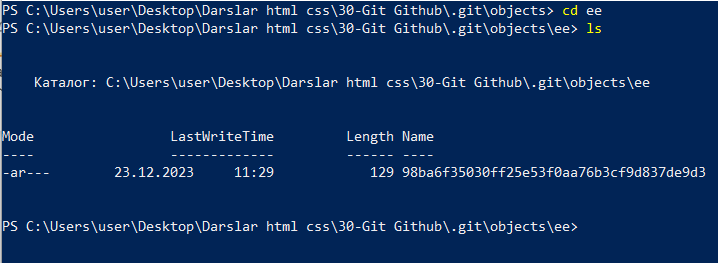 PS C:\Users\user\Desktop\Darslar html css\30-Git Github\.git\objects> cd ee
PS C:\Users\user\Desktop\Darslar html css\30-Git Github\.git\objects\ee> ls
Каталог: C:\Users\user\Desktop\Darslar html css\30-Git Github\.git\objects\ee
Mode LastWriteTime Length Name
---- ------------- ------ ----
-ar--- 23.12.2023 11:29 129 98ba6f35030ff25e53f0aa76b3cf9d837de9d3
PS C:\Users\user\Desktop\Darslar html css\30-Git Github\.git\objects\ee>